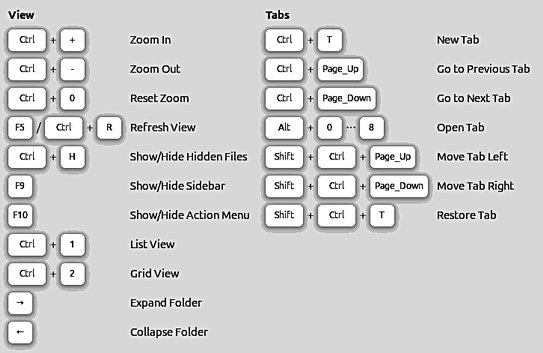 View
Ctrl + + Zoom In
Ctrl + - Zoom Out
Ctrl + 0 Reset Zoom
F5 / Ctrl + R Refresh View
Ctrl + H Show/Hide Hidden Files
F9 Show/Hide Sidebar
F10 Show/Hide Action Menu
Ctrl + 1 List View
Ctrl + 2 Grid View
→ Expand Folder
← Collapse Folder
Tabs
Ctrl + T New Tab
Ctrl + Page_Up Go to Previous Tab
Ctrl + Page_Down Go to Next Tab
Alt + 0 ... 8 Open Tab
Shift + Ctrl + Page_Up Move Tab Left
Shift + Ctrl + Page_Down Move Tab Right
Shift + Ctrl + T Restore Tab